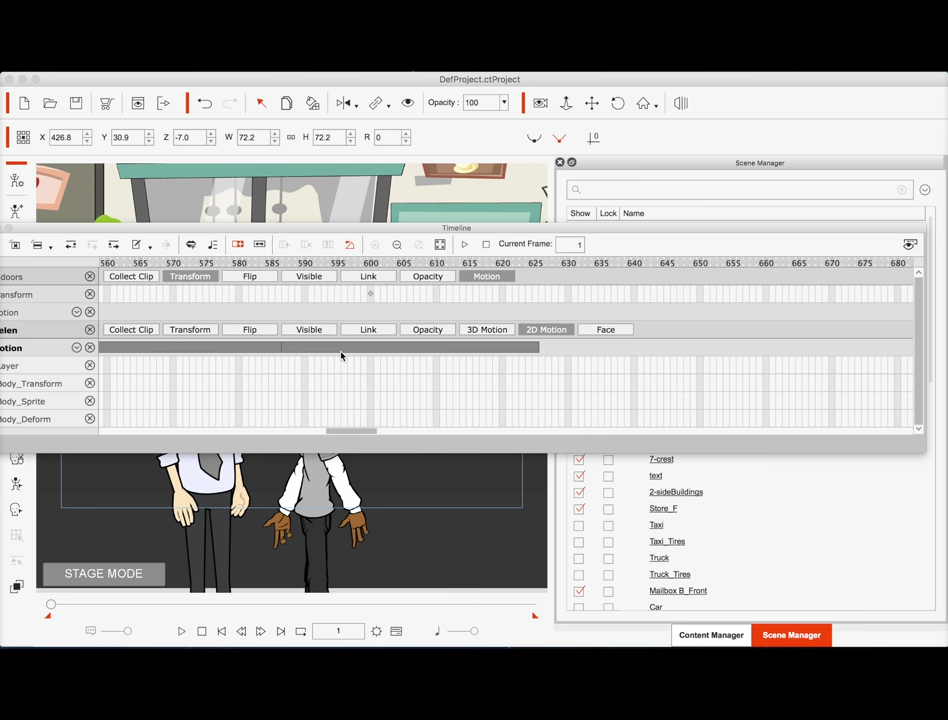 DefProject.ctProject
Opacity : 100
X 426.8 Y 30.9 Z -7.0 W 72.2 H 72.2 R 0
Scene Manager
Show Lock Name
Timeline
Current Frame: 1
560 565 570 575 580 585 590 595 600 605 610 615 620 625 630 635 640 645 650 655 660 665 670 675 680
doors Collect Clip Transform Flip Visible Link Opacity Motion
ansform
otion
elen Collect Clip Transform Flip Visible Link Opacity 3D Motion 2D Motion Face
otion
ayer
Body_Transform
Body_Sprite
Body_Deform
7-crest
text
2-sideBuildings
Store_F
Taxi
Taxi_Tires
Truck
Truck_Tires
Mailbox B_Front
Car
STAGE MODE
1
Content Manager Scene Manager